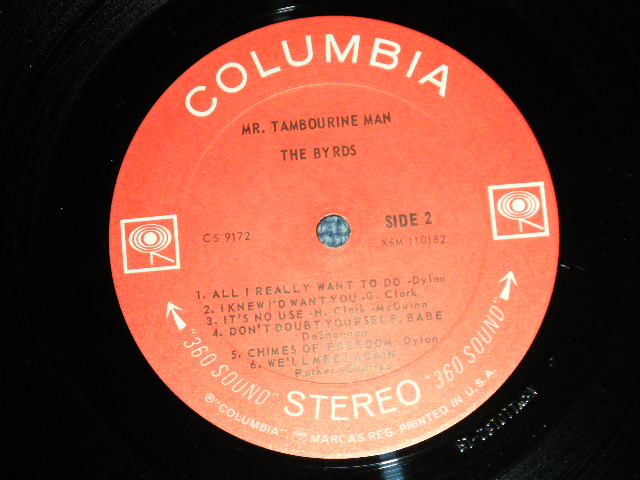 COLUMBIA
MR. TAMBOURINE MAN
THE BYRDS
CS 9172
SIDE 2
XSM 110182
1. ALL I REALLY WANT TO DO -Dylan
2. I KNEW I'D WANT YOU -G. Clark
3. IT'S NO USE -H. Clark -McGuinn
4. DON'T DOUBT YOURSELF, BABE
DeShannon
5. CHIMES OF FREEDOM -Dylan
6. WE'LL MEET AGAIN
Parker-Charles
"360 SOUND" STEREO "360 SOUND"
℗"COLUMBIA", MARCAS REG. PRINTED IN U.S.A.